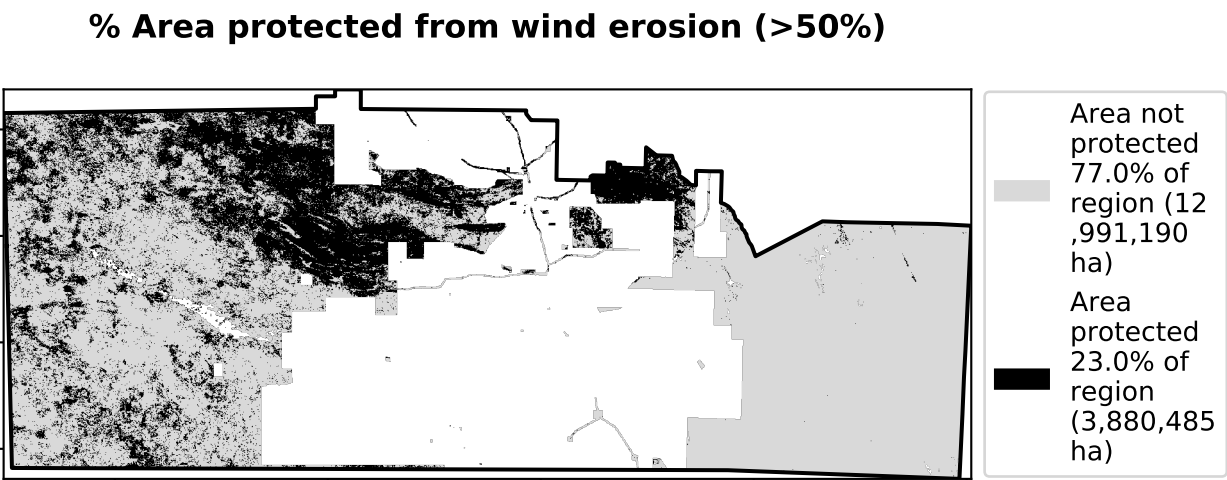 % Area protected from wind erosion (>50%)
Area not
protected
77.0% of
region (12
,991,190
ha)
Area
protected
23.0% of
region
(3,880,485
ha)